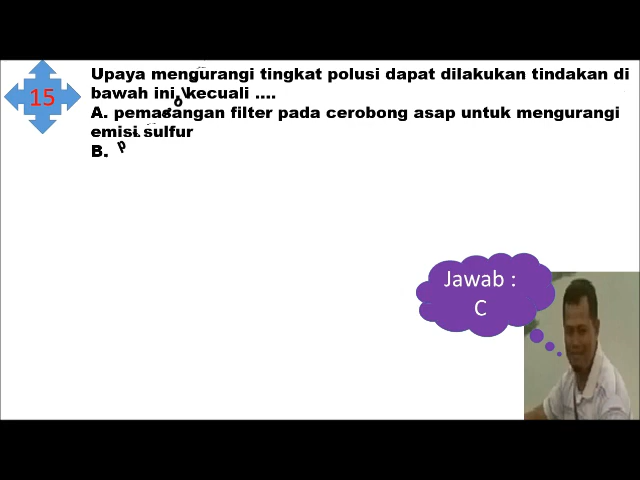 15
Upaya mengurangi tingkat polusi dapat dilakukan tindakan di
bawah ini, kecuali ....
A. pemasangan filter pada cerobong asap untuk mengurangi
emisi sulfur
B. p
Jawab :
C